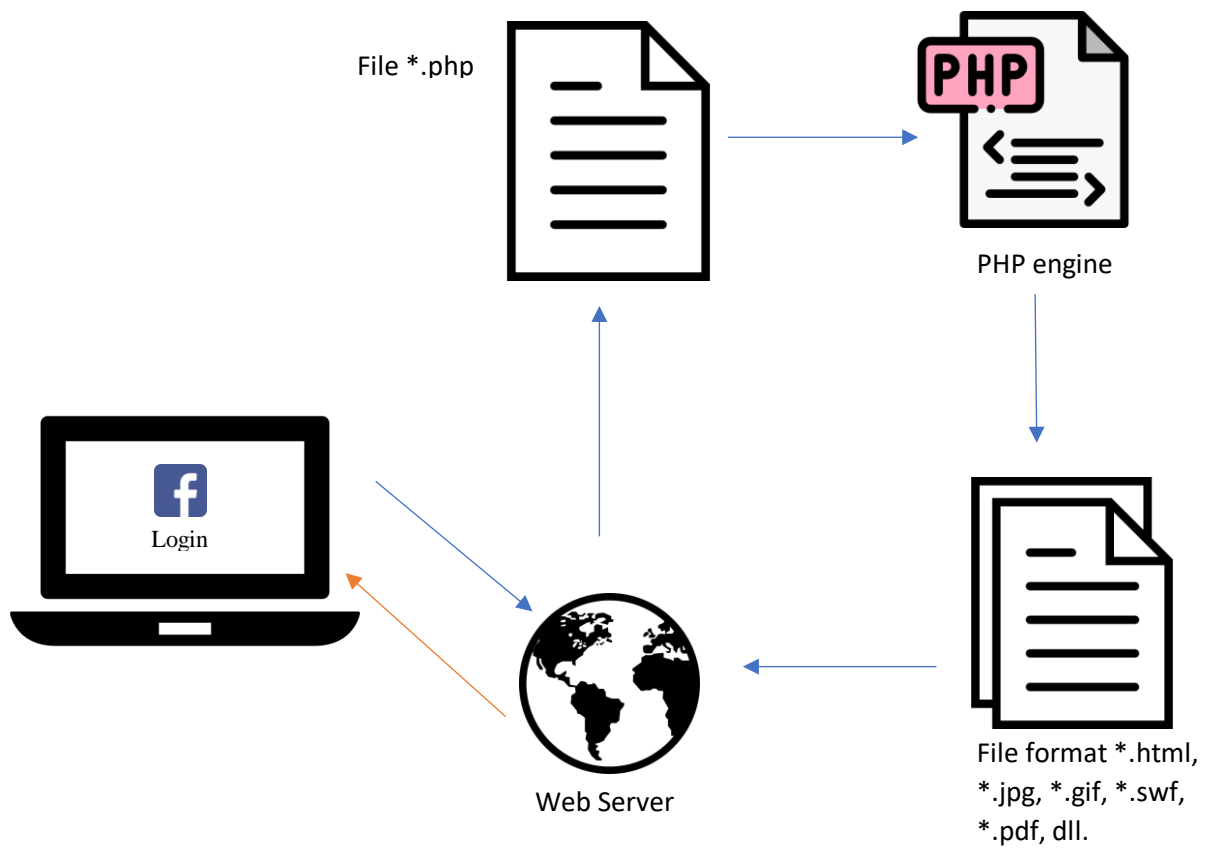 File *.php
PHP
PHP engine
f
Login
Web Server
File format *.html,
*.jpg, *.gif, *.swf,
*.pdf, dll.